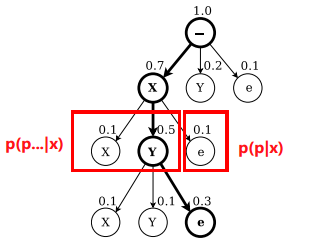 1.0
–
0.7 0.2 0.1
X Y e
0.1 0.5 0.1
p(p...|x) X Y e p(p|x)
0.1 0.1 0.3
X Y e